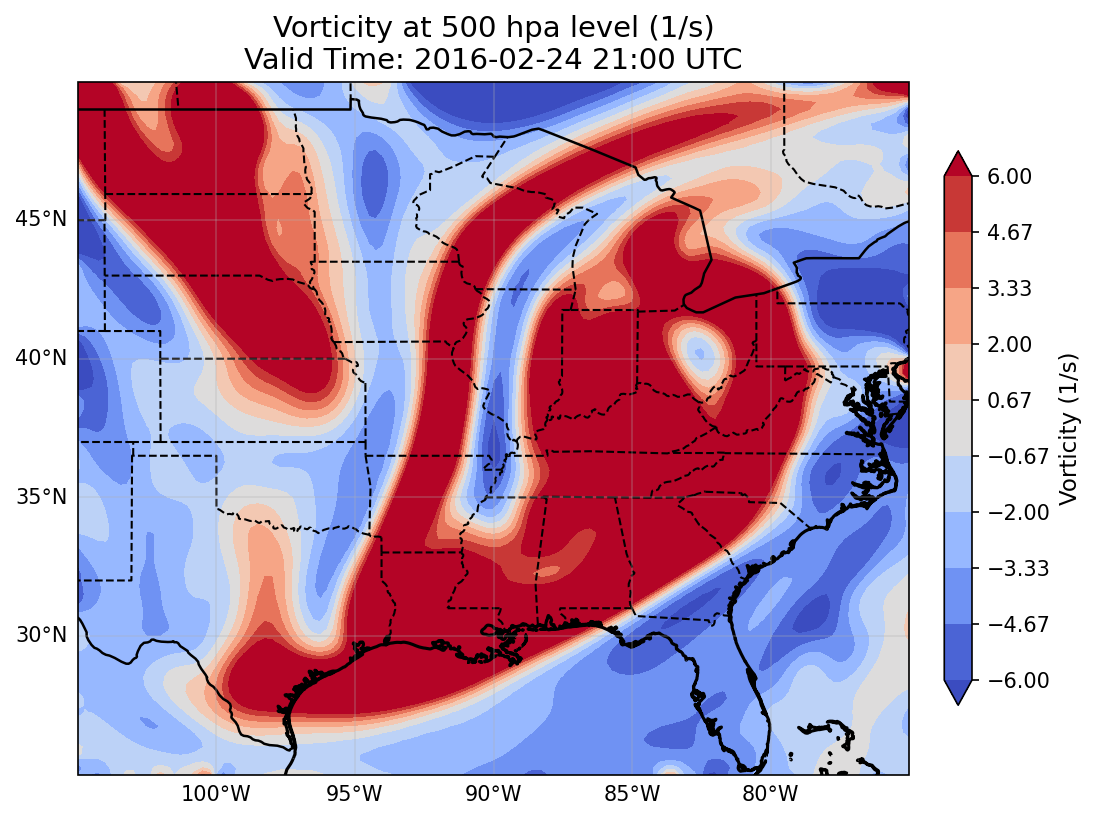 Vorticity at 500 hpa level (1/s)
Valid Time: 2016-02-24 21:00 UTC
45°N
40°N
35°N
30°N
100°W
95°W
90°W
85°W
80°W
6.00
4.67
3.33
2.00
0.67
−0.67
−2.00
−3.33
−4.67
−6.00
Vorticity (1/s)